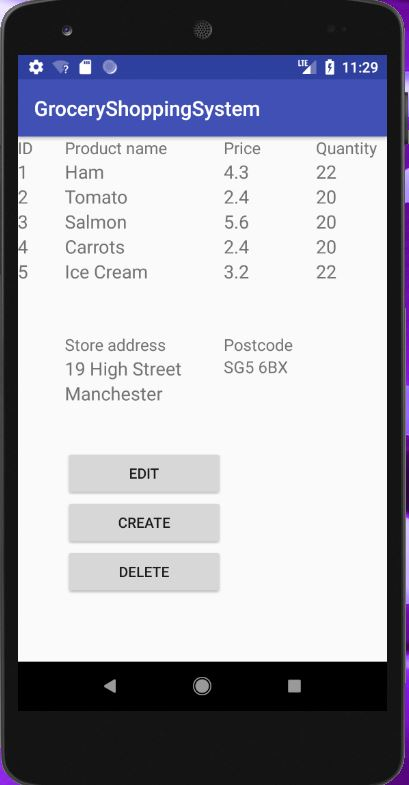 LTE 11:29
GroceryShoppingSystem
ID Product name Price Quantity
1 Ham 4.3 22
2 Tomato 2.4 20
3 Salmon 5.6 20
4 Carrots 2.4 20
5 Ice Cream 3.2 22
Store address Postcode
19 High Street SG5 6BX
Manchester
EDIT
CREATE
DELETE